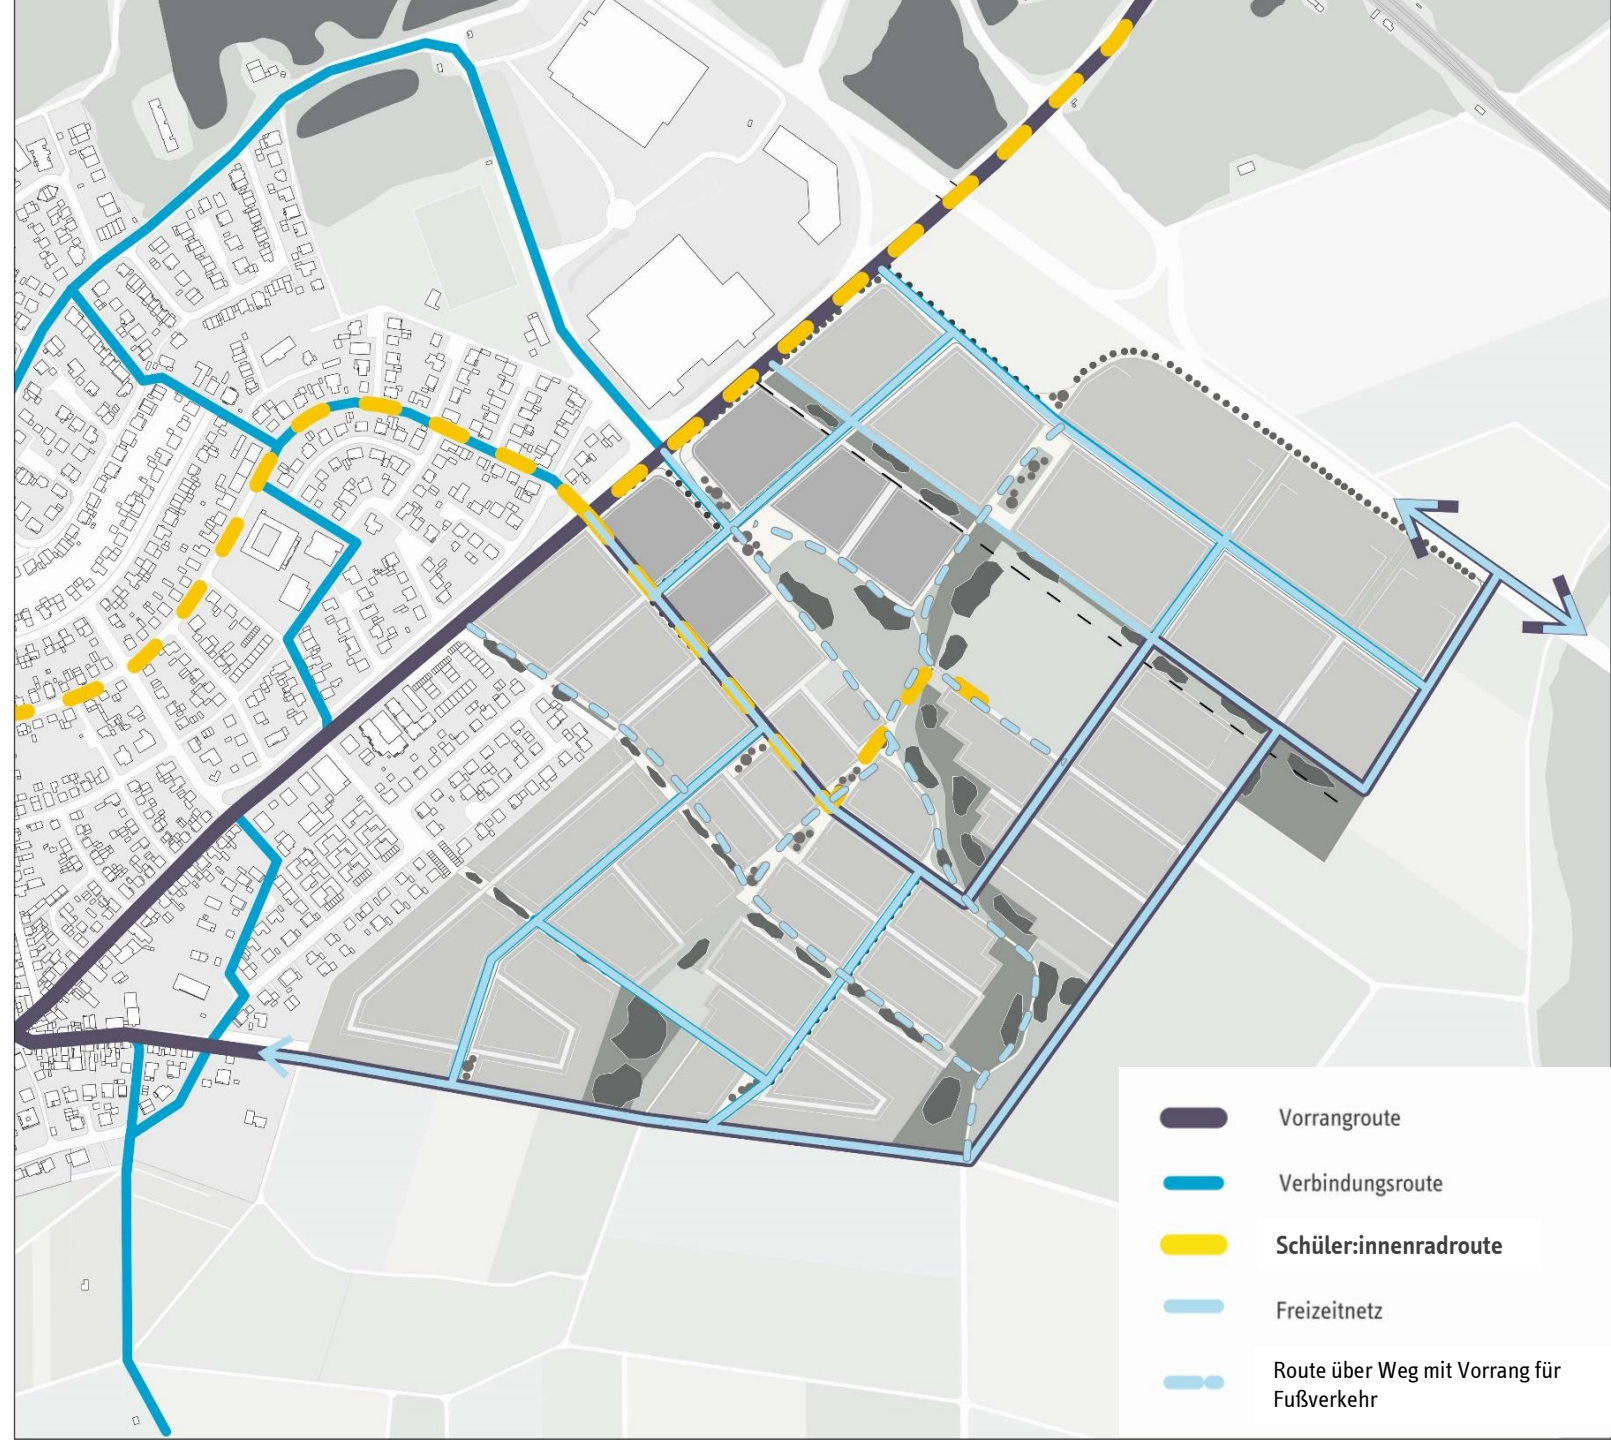 Vorrangroute
Verbindungsroute
Schüler:innenradroute
Freizeitnetz
Route über Weg mit Vorrang für
Fußverkehr